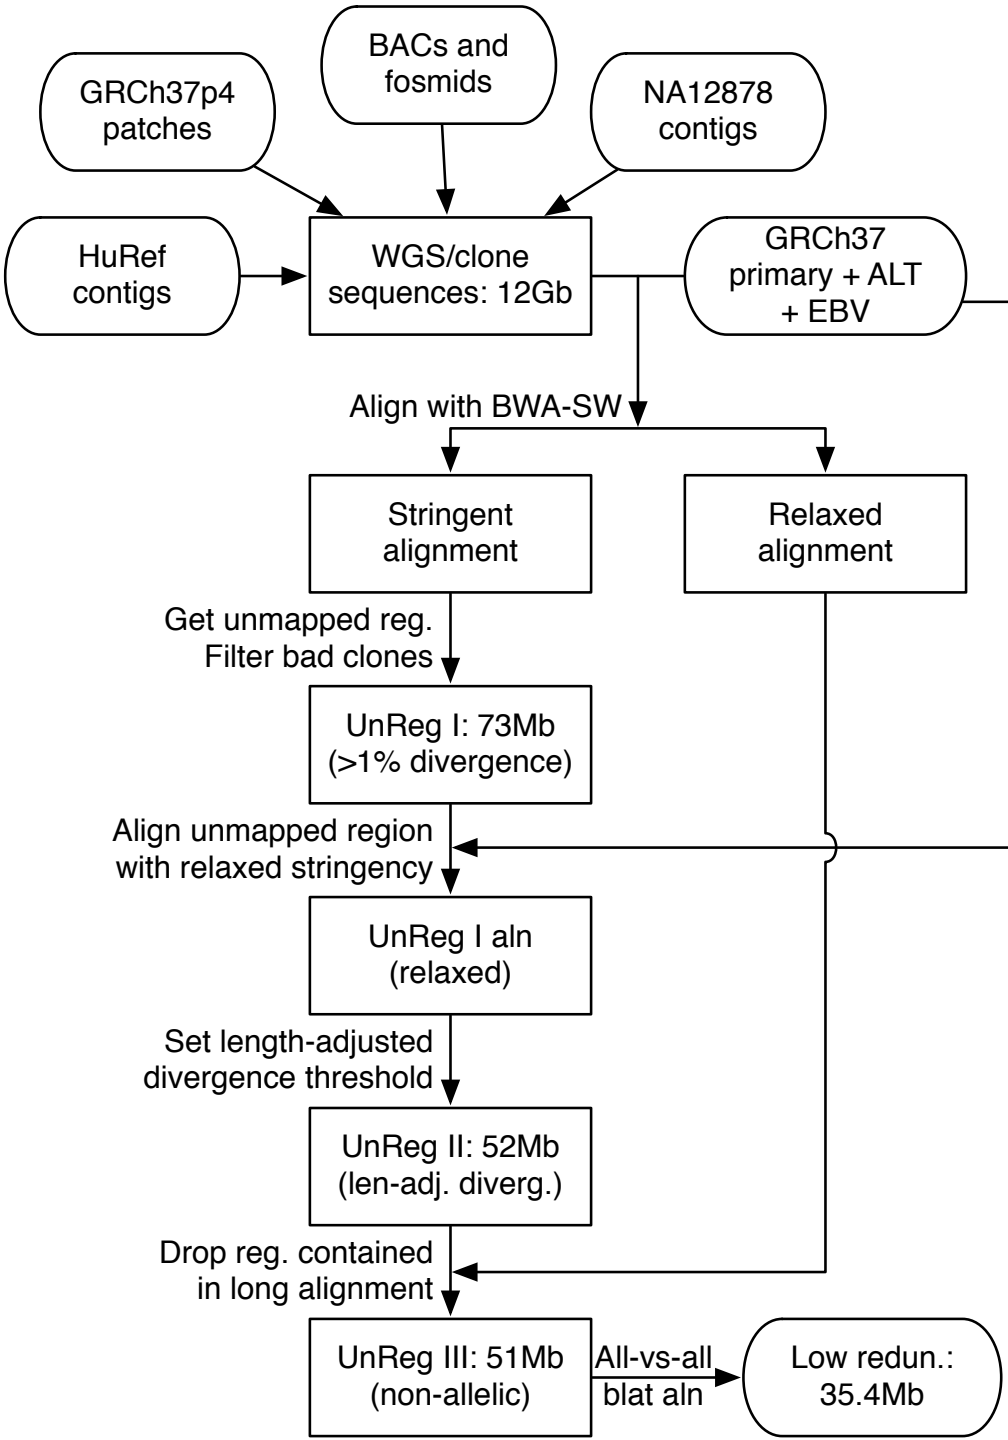 BACs and
fosmids
GRCh37p4
patches
NA12878
contigs
HuRef
contigs
WGS/clone
sequences: 12Gb
GRCh37
primary + ALT
+ EBV
Align with BWA-SW
Stringent
alignment
Relaxed
alignment
Get unmapped reg.
Filter bad clones
UnReg I: 73Mb
(>1% divergence)
Align unmapped region
with relaxed stringency
UnReg I aln
(relaxed)
Set length-adjusted
divergence threshold
UnReg II: 52Mb
(len-adj. diverg.)
Drop reg. contained
in long alignment
UnReg III: 51Mb
(non-allelic)
All-vs-all
blat aln
Low redun.:
35.4Mb